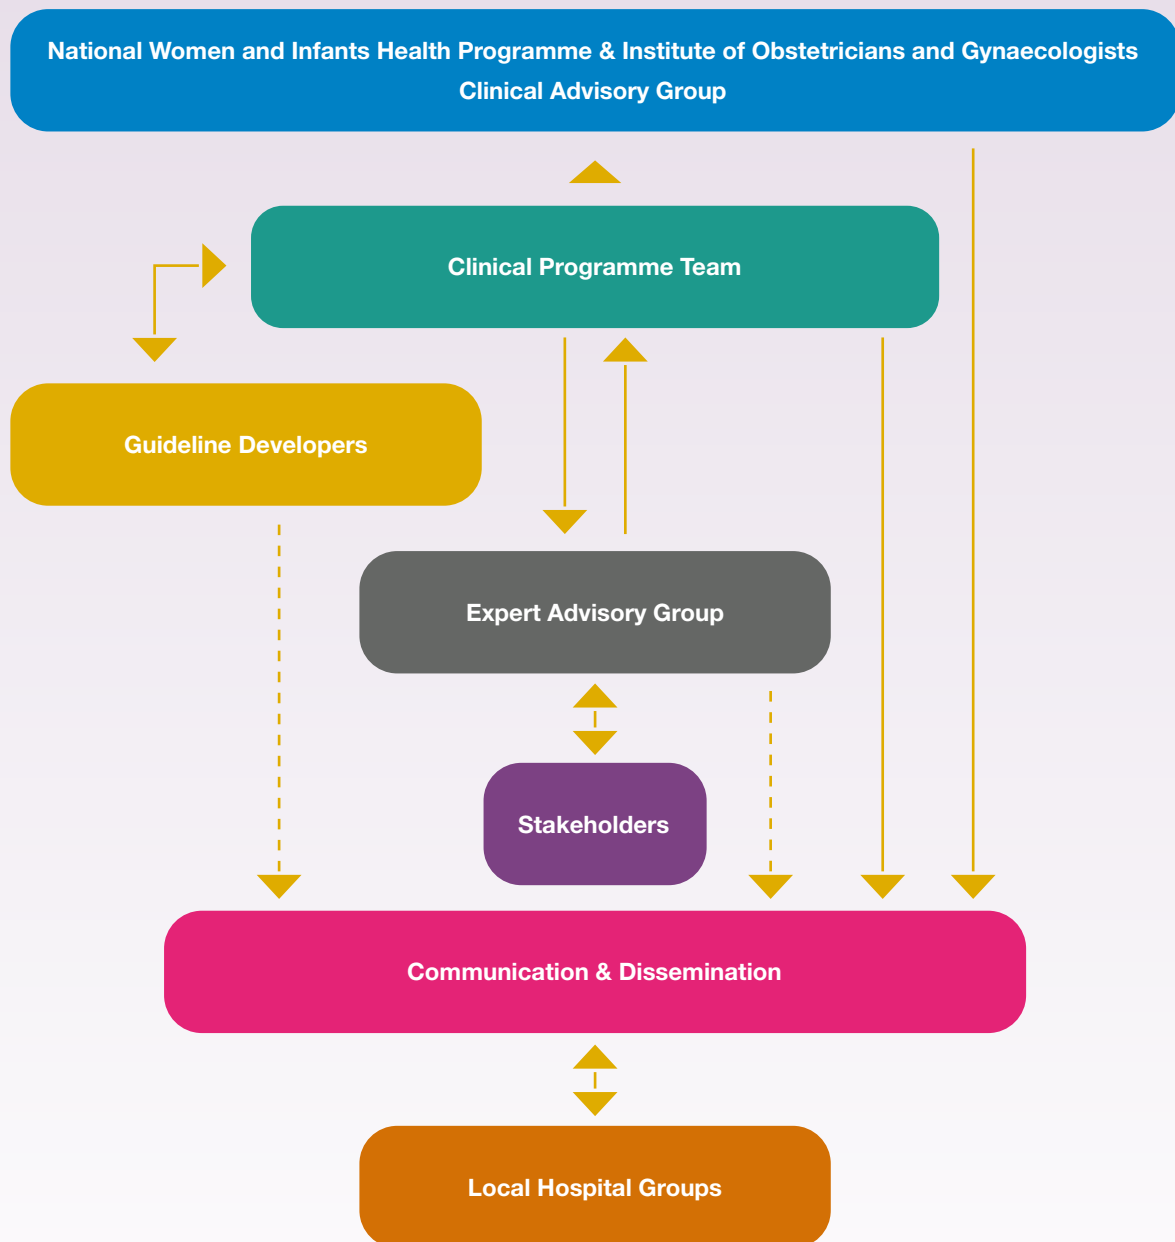 National Women and Infants Health Programme & Institute of Obstetricians and Gynaecologists
Clinical Advisory Group
Clinical Programme Team
Guideline Developers
Expert Advisory Group
Stakeholders
Communication & Dissemination
Local Hospital Groups